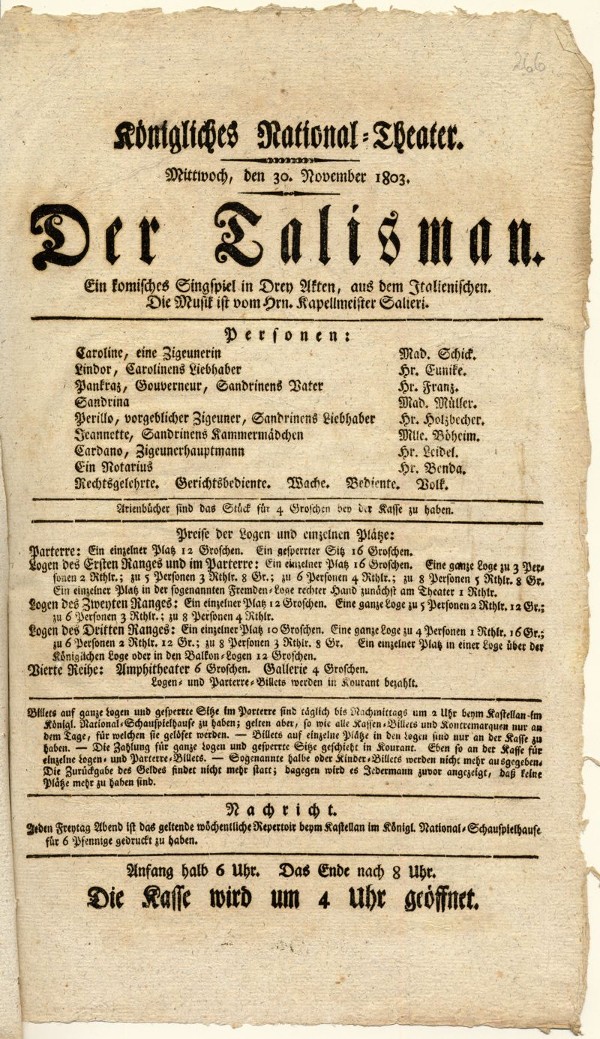 266
Königliches National-Theater.
Mittwoch, den 30. November 1803.
Der Talisman.
Ein komisches Singspiel in Drey Akten, aus dem Italienischen.
Die Musik ist vom Hrn. Kapellmeister Salieri.
Personen:
Caroline, eine Zigeunerin Mad. Schick.
Lindor, Carolinens Liebhaber Hr. Eunike.
Pankraz, Gouverneur, Sandrinens Vater Hr. Franz.
Sandrina Mad. Müller.
Perillo, vorgeblicher Zigeuner, Sandrinens Liebhaber Hr. Holzbecher.
Jeannette, Sandrinens Kammermädchen Mlle. Böheim.
Cardano, Zigeunerhauptmann Hr. Leidel.
Ein Notarius Hr. Benda.
Rechtsgelehrte. Gerichtsbediente. Wache. Bediente. Volk.
Arienbücher sind das Stück für 4 Groschen bey der Kasse zu haben.
Preise der Logen und einzelnen Plätze:
Parterre: Ein einzelner Platz 12 Groschen. Ein gesperrter Sitz 16 Groschen.
Logen des Ersten Ranges und im Parterre: Ein einzelner Platz 16 Groschen. Eine ganze Loge zu 3 Per-
sonen 2 Rthlr.; zu 5 Personen 3 Rthlr. 8 Gr.; zu 6 Personen 4 Rthlr.; zu 8 Personen 5 Rthlr. 8 Gr.
Ein einzelner Platz in der sogenannten Fremden-Loge rechter Hand zunächst am Theater 1 Rthlr.
Logen des Zweyten Ranges: Ein einzelner Platz 12 Groschen. Eine ganze Loge zu 5 Personen 2 Rthlr. 12 Gr.;
zu 6 Personen 3 Rthlr.; zu 8 Personen 4 Rthlr.
Logen des Dritten Ranges: Ein einzelner Platz 10 Groschen. Eine ganze Loge zu 4 Personen 1 Rthlr. 16 Gr.;
zu 6 Personen 2 Rthlr. 12 Gr.; zu 8 Personen 3 Rthlr. 8 Gr. Ein einzelner Platz in einer Loge über der
Königlichen Loge oder in den Balkon-Logen 12 Groschen.
Vierte Reihe: Amphitheater 6 Groschen. Gallerie 4 Groschen.
Logen- und Parterre-Billets werden in Kourant bezahlt.
Billets auf ganze Logen und gesperrte Sitze im Parterre sind täglich bis Nachmittags um 2 Uhr beym Kastellan im
Königl. National-Schauspielhause zu haben; gelten aber, so wie alle Kassen-Billets und Kontremarquen nur an
dem Tage, für welchen sie gelöset werden. — Billets auf einzelne Plätze in den Logen sind nur an der Kasse zu
haben. — Die Zahlung für ganze Logen und gesperrte Sitze geschieht in Kourant. Eben so an der Kasse für
einzelne Logen- und Parterre-Billets. — Sogenannte halbe oder Kinder-Billets werden nicht mehr ausgegeben.
Die Zurückgabe des Geldes findet nicht mehr statt; dagegen wird es Jedermann zuvor angezeigt, daß keine
Plätze mehr zu haben sind.
Nachricht.
Jeden Freytag Abend ist das geltende wöchentliche Repertoir beym Kastellan im Königl. National-Schauspielhause
für 6 Pfennige gedruckt zu haben.
Anfang halb 6 Uhr. Das Ende nach 8 Uhr.
Die Kasse wird um 4 Uhr geöffnet.